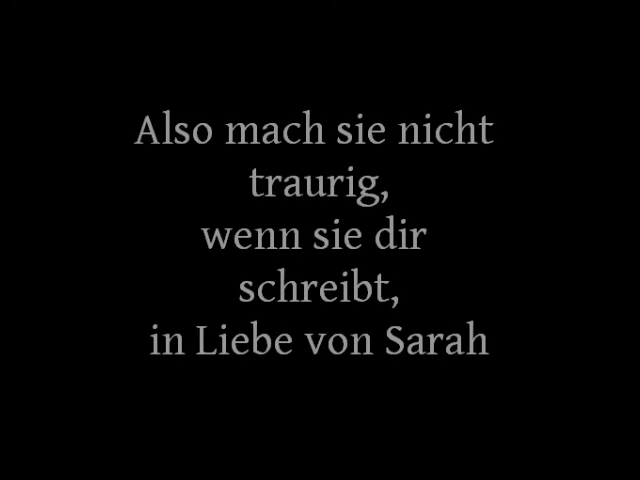 Also mach sie nicht
traurig,
wenn sie dir
schreibt,
in Liebe von Sarah